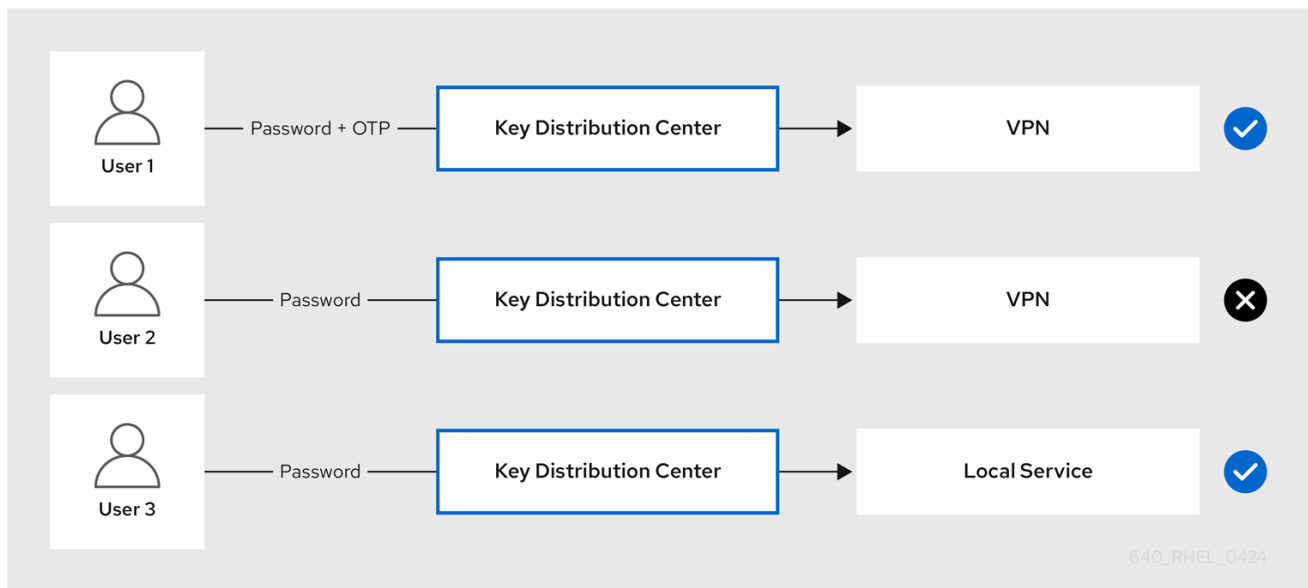 User 1
Password + OTP
Key Distribution Center
VPN
User 2
Password
Key Distribution Center
VPN
User 3
Password
Key Distribution Center
Local Service
640_RHEL_0424